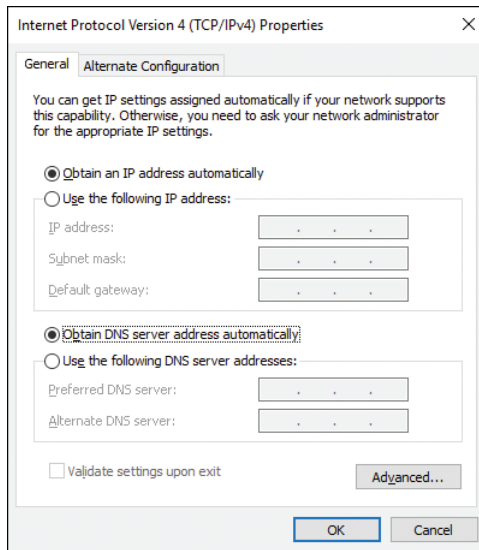 Internet Protocol Version 4 (TCP/IPv4) Properties
General Alternate Configuration
You can get IP settings assigned automatically if your network supports
this capability. Otherwise, you need to ask your network administrator
for the appropriate IP settings.
Obtain an IP address automatically
Use the following IP address:
IP address:
Subnet mask:
Default gateway:
Obtain DNS server address automatically
Use the following DNS server addresses:
Preferred DNS server:
Alternate DNS server:
Validate settings upon exit
Advanced...
OK Cancel